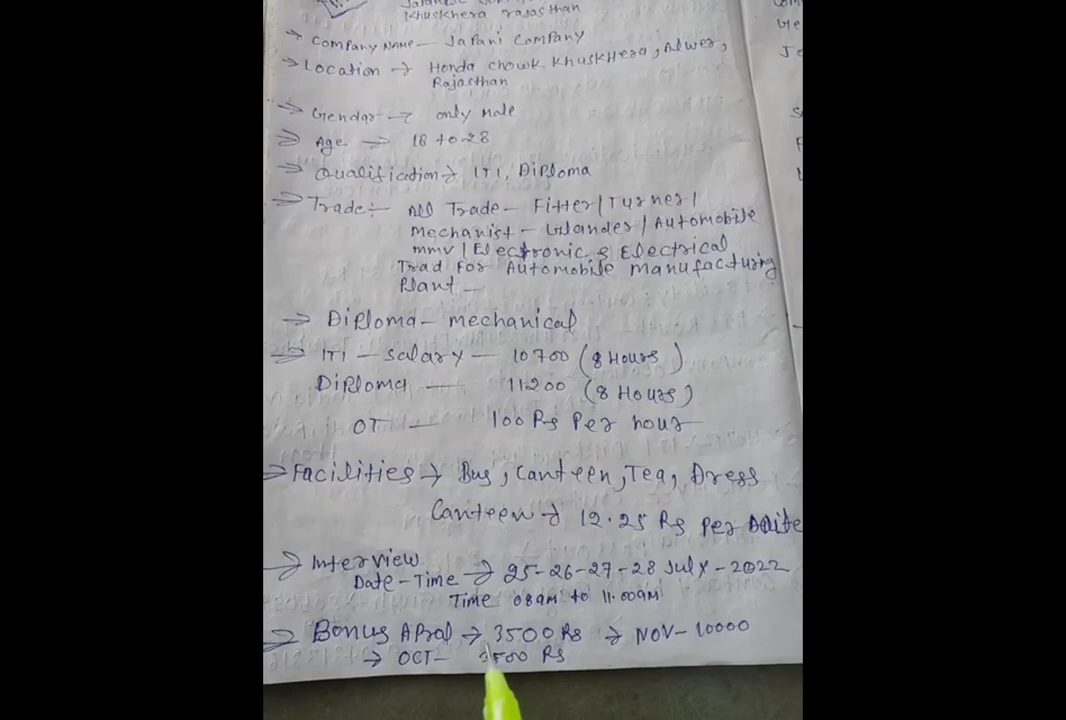 Khuskhera rajasthan
→ Company NAME — Japani Company
→ Location → Honda chowk KhuskHera, Alwer,
Rajasthan
→ Gendar → only Male
→ Age → 18 to 28
→ Qualification → ITI, Diploma
→ Trade:- All Trade - Fitter/Turner/
Mechanist - Grlander/Automobile
mmv/Electronic & Electrical
Trad For Automobile manufacturing
Plant -
→ Diploma - mechanical
→ ITI - Salary - 10700 (8 Hours)
Diploma — 11200 (8 Hours)
OT — 100 Rs Per hour
→ Facilities → Bus, Canteen, Tea, Dress
Canteen → 12.25 Rs Per
→ Interview
Date-Time → 25-26-27-28 July-2022
Time 08am to 11.00AM
→ Bonus → 3500 Rs → NOV-10000
→ OCT- 3500 Rs